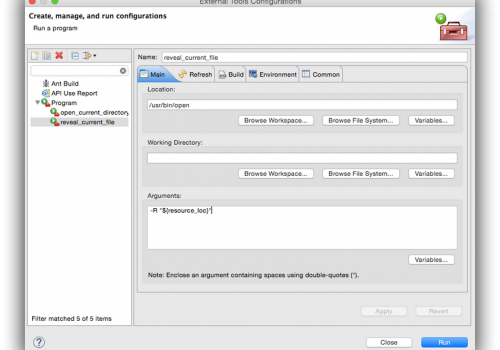 External Tools Configurations
Create, manage, and run configurations
Run a program
Name: reveal_current_file
Main Refresh Build Environment Common
Location:
/usr/bin/open
Browse Workspace... Browse File System... Variables...
Working Directory:
Browse Workspace... Browse File System... Variables...
Arguments:
-R "${resource_loc}"
Variables...
Note: Enclose an argument containing spaces using double-quotes (").
Ant Build
API Use Report
Program
open_current_directory
reveal_current_file
Filter matched 5 of 5 items
Apply Revert
? Close Run